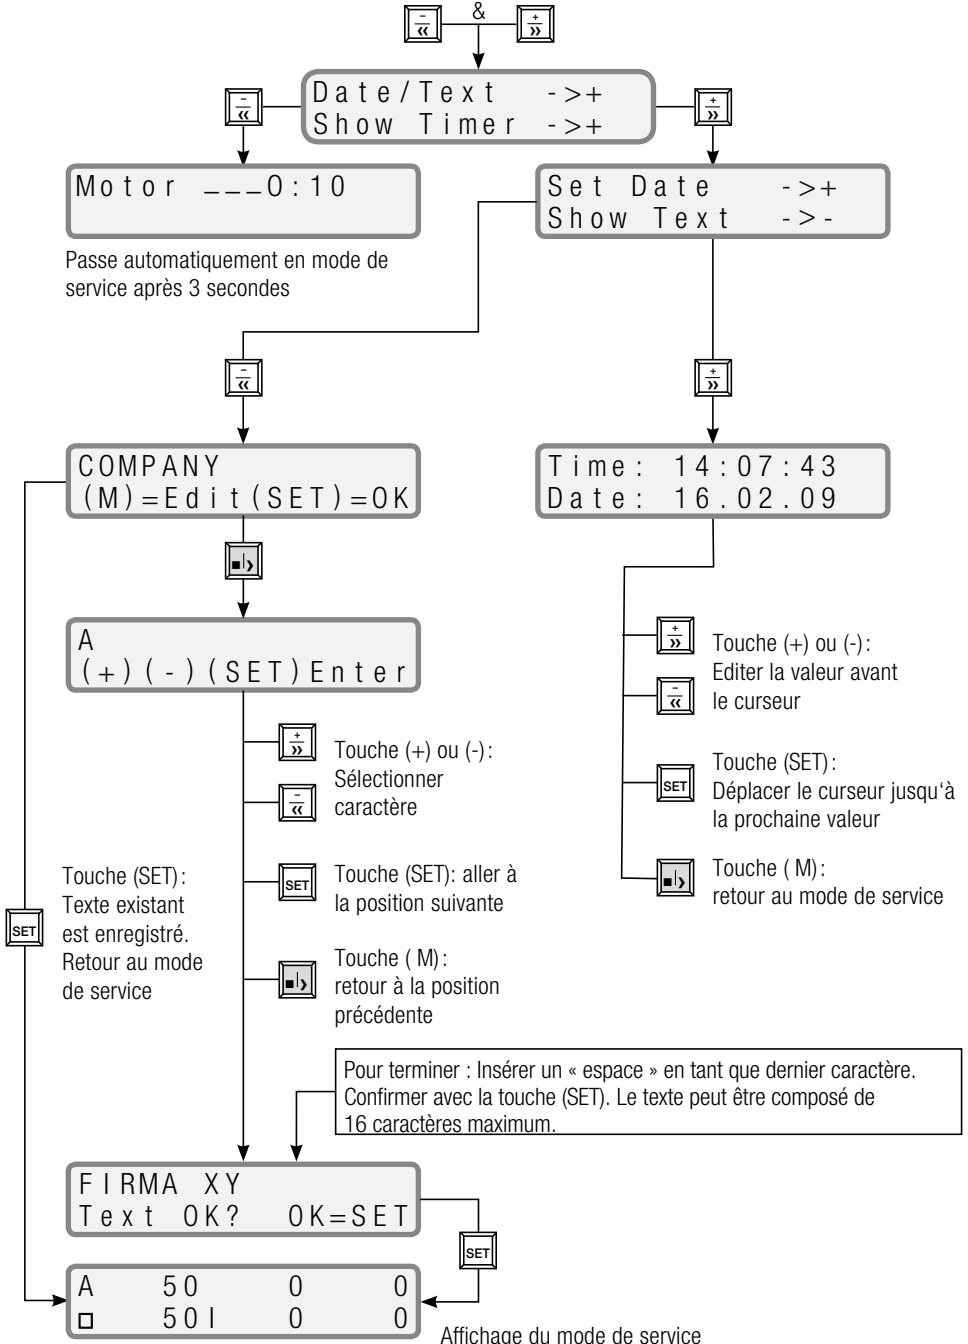 - « & + »
- « Date/Text ->+ + »
Show Timer ->+
Motor ___0:10
Set Date ->+
Show Text ->-
Passe automatiquement en mode de
service après 3 secondes
- «
+ »
COMPANY
(M)=Edit(SET)=OK
Time: 14:07:43
Date: 16.02.09
A
(+)(-)(SET)Enter
+ »
- «
Touche (+) ou (-):
Editer la valeur avant
le curseur
+ »
- «
Touche (+) ou (-):
Sélectionner
caractère
SET
Touche (SET):
Déplacer le curseur jusqu‘à
la prochaine valeur
Touche ( M):
retour au mode de service
SET
Touche (SET):
Texte existant
est enregistré.
Retour au mode
de service
SET
Touche (SET): aller à
la position suivante
Touche ( M):
retour à la position
précédente
Pour terminer : Insérer un « espace » en tant que dernier caractère.
Confirmer avec la touche (SET). Le texte peut être composé de
16 caractères maximum.
FIRMA XY
Text OK? OK=SET
SET
A 50 0 0
□ 50l 0 0
Affichage du mode de service